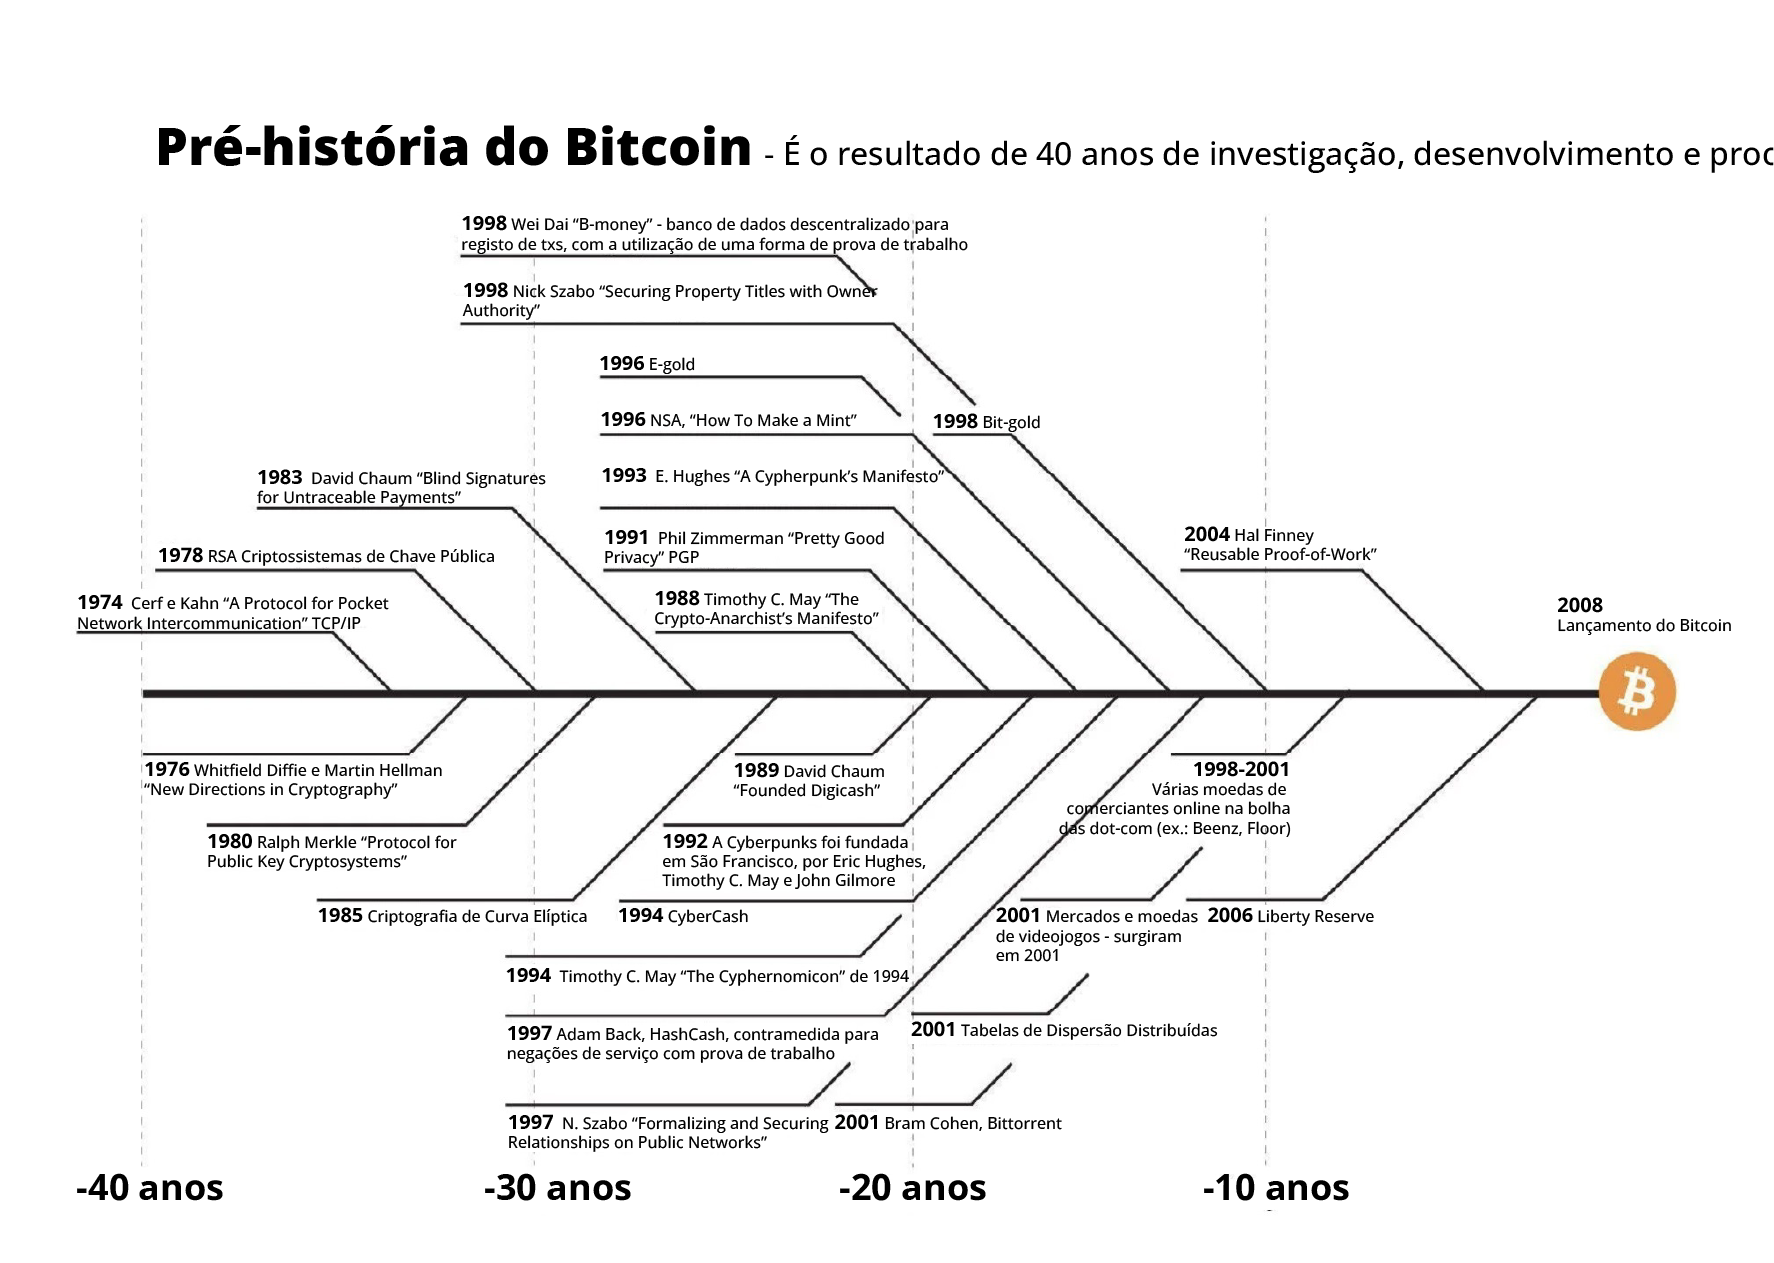 Pré-história do Bitcoin - É o resultado de 40 anos de investigação, desenvolvimento e
1998 Wei Dai “B-money” - banco de dados descentralizado para
registo de txs, com a utilização de uma forma de prova de trabalho
1998 Nick Szabo “Securing Property Titles with Owner
Authority”
1996 E-gold
1996 NSA, “How To Make a Mint”
1998 Bit-gold
1993 E. Hughes “A Cypherpunk’s Manifesto”
1983 David Chaum “Blind Signatures
for Untraceable Payments”
1991 Phil Zimmerman “Pretty Good
Privacy” PGP
2004 Hal Finney
“Reusable Proof-of-Work”
1978 RSA Criptossistemas de Chave Pública
1988 Timothy C. May “The
Crypto-Anarchist’s Manifesto”
1974 Cerf e Kahn “A Protocol for Pocket
Network Intercommunication” TCP/IP
2008
Lançamento do Bitcoin
1976 Whitfield Diffie e Martin Hellman
“New Directions in Cryptography”
1989 David Chaum
“Founded Digicash”
1998-2001
Várias moedas de
comerciantes online na bolha
das dot-com (ex.: Beenz, Floor)
1980 Ralph Merkle “Protocol for
Public Key Cryptosystems”
1992 A Cyberpunks foi fundada
em São Francisco, por Eric Hughes,
Timothy C. May e John Gilmore
1985 Criptografia de Curva Elíptica
1994 CyberCash
2001 Mercados e moedas
de videojogos - surgiram
em 2001
2006 Liberty Reserve
1994 Timothy C. May “The Cyphernomicon” de 1994
1997 Adam Back, HashCash, contramedida para
negações de serviço com prova de trabalho
2001 Tabelas de Dispersão Distribuídas
1997 N. Szabo “Formalizing and Securing
Relationships on Public Networks”
2001 Bram Cohen, Bittorrent
-40 anos
-30 anos
-20 anos
-10 anos